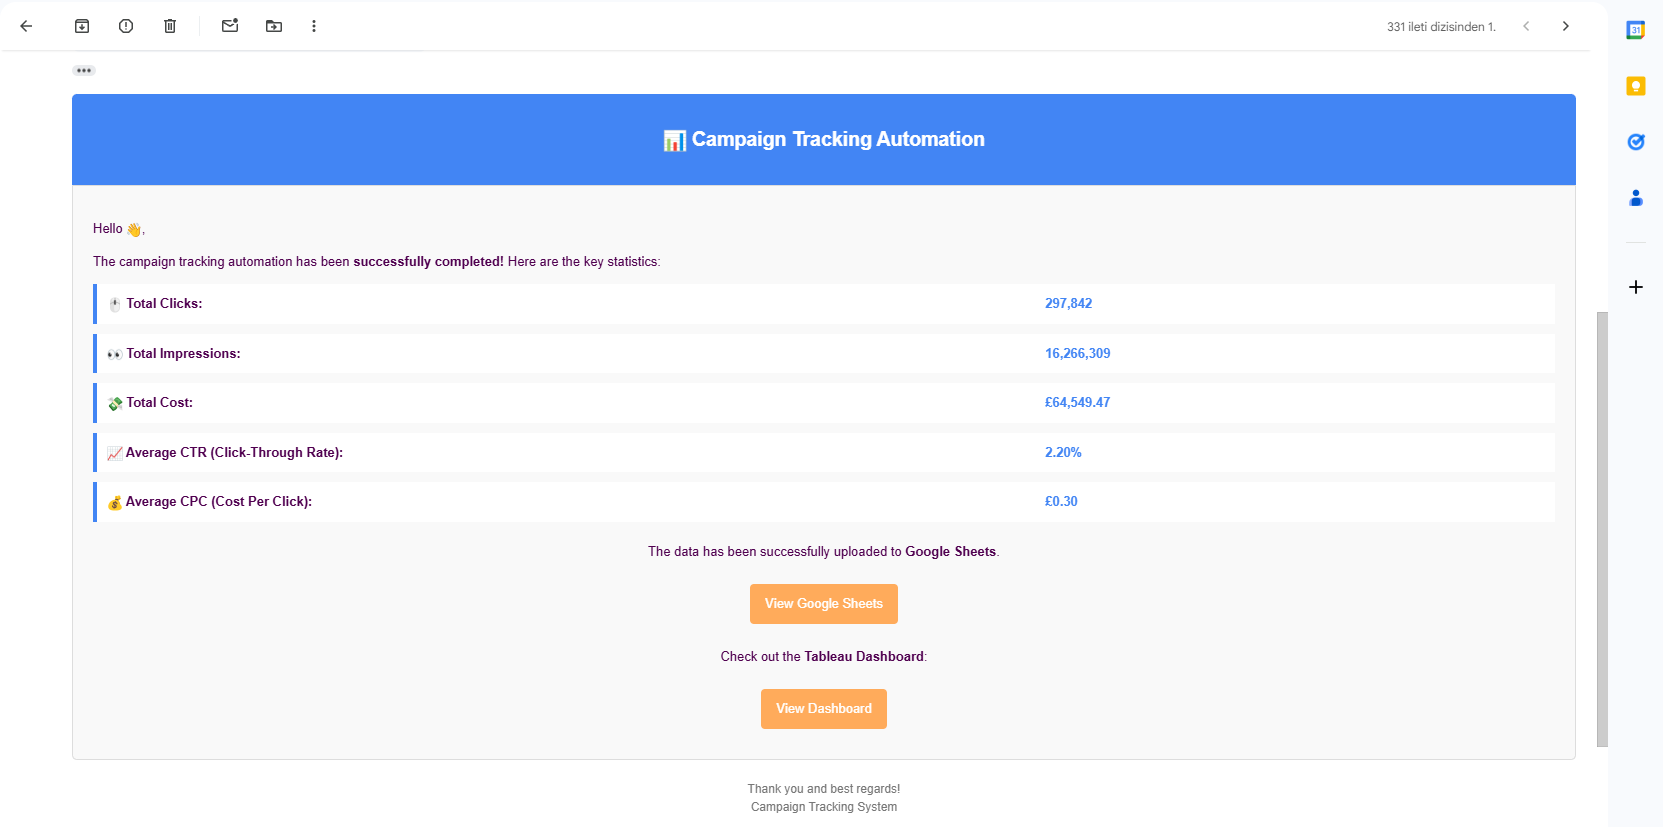 331 ileti dizisinden 1.
31
📊 Campaign Tracking Automation
Hello 👋,
The campaign tracking automation has been successfully completed! Here are the key statistics:
🖱️ Total Clicks: 297,842
👀 Total Impressions: 16,266,309
💸 Total Cost: £64,549.47
📈 Average CTR (Click-Through Rate): 2.20%
💰 Average CPC (Cost Per Click): £0.30
The data has been successfully uploaded to Google Sheets.
View Google Sheets
Check out the Tableau Dashboard:
View Dashboard
Thank you and best regards!
Campaign Tracking System